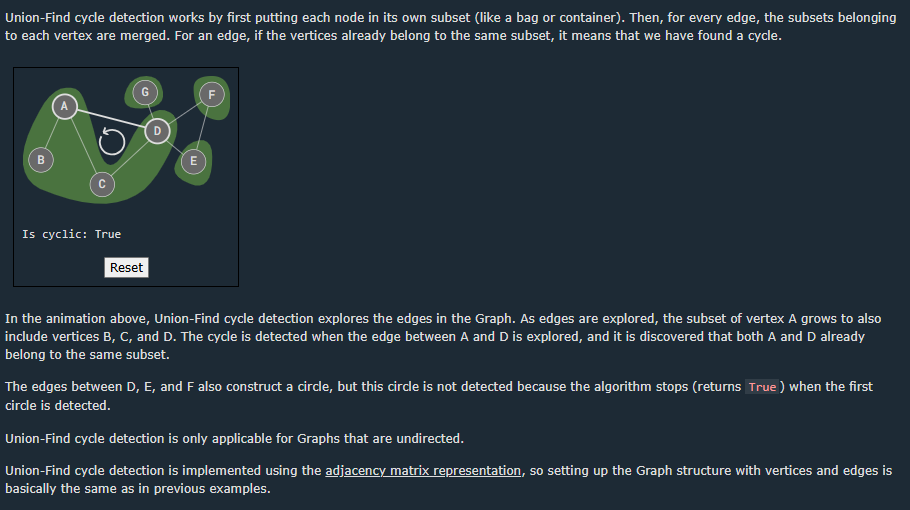 Union-Find cycle detection works by first putting each node in its own subset (like a bag or container). Then, for every edge, the subsets belonging
to each vertex are merged. For an edge, if the vertices already belong to the same subset, it means that we have found a cycle.
G
F
A
D
B
E
C
Is cyclic: True
Reset
In the animation above, Union-Find cycle detection explores the edges in the Graph. As edges are explored, the subset of vertex A grows to also
include vertices B, C, and D. The cycle is detected when the edge between A and D is explored, and it is discovered that both A and D already
belong to the same subset.
The edges between D, E, and F also construct a circle, but this circle is not detected because the algorithm stops (returns True) when the first
circle is detected.
Union-Find cycle detection is only applicable for Graphs that are undirected.
Union-Find cycle detection is implemented using the adjacency matrix representation, so setting up the Graph structure with vertices and edges is
basically the same as in previous examples.